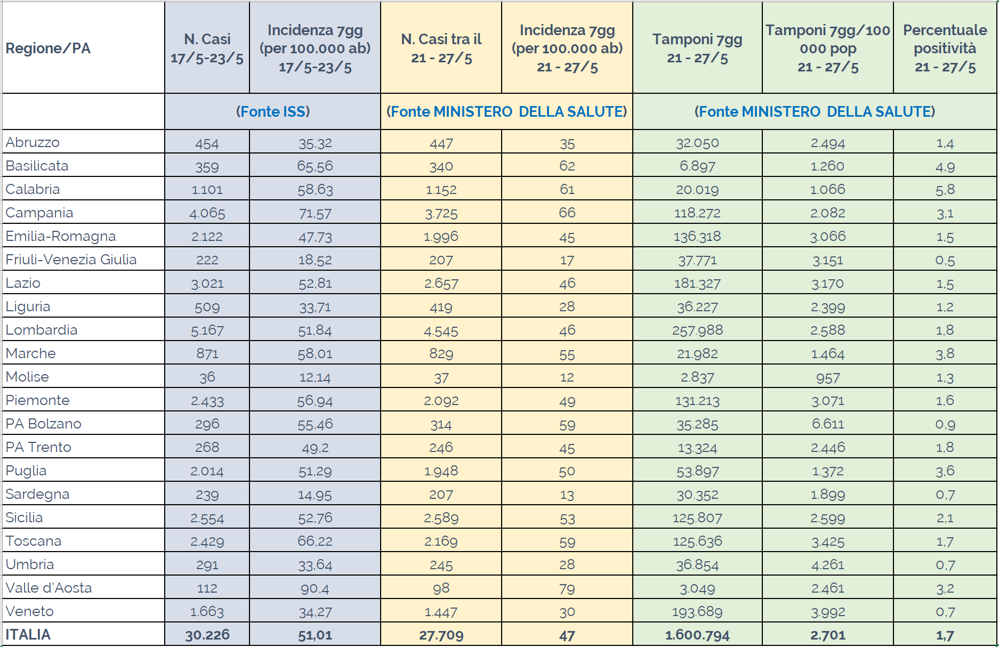 Regione/PA
N. Casi
17/5-23/5
Incidenza 7gg
(per 100.000 ab)
17/5-23/5
N. Casi tra il
21 - 27/5
Incidenza 7gg
(per 100.000 ab)
21 - 27/5
Tamponi 7gg
21 - 27/5
Tamponi 7gg/100
000 pop
21 - 27/5
Percentuale
positività
21 - 27/5
(Fonte ISS) (Fonte MINISTERO DELLA SALUTE) (Fonte MINISTERO DELLA SALUTE)
Abruzzo 454 35,32 447 35 32.050 2.494 1,4
Basilicata 359 65,56 340 62 6.897 1.260 4,9
Calabria 1.101 58,63 1.152 61 20.019 1.066 5,8
Campania 4.065 71,57 3.725 66 118.272 2.082 3,1
Emilia-Romagna 2.122 47,73 1.996 45 136.318 3.066 1,5
Friuli-Venezia Giulia 222 18,52 207 17 37.771 3.151 0,5
Lazio 3.021 52,81 2.657 46 181.327 3.170 1,5
Liguria 509 33,71 419 28 36.227 2.399 1,2
Lombardia 5.167 51,84 4.545 46 257.988 2.588 1,8
Marche 871 58,01 829 55 21.982 1.464 3,8
Molise 36 12,14 37 12 2.837 957 1,3
Piemonte 2.433 56,94 2.092 49 131.213 3.071 1,6
PA Bolzano 296 55,46 314 59 35.285 6.611 0,9
PA Trento 268 49,2 246 45 13.324 2.446 1,8
Puglia 2.014 51,29 1.948 50 53.897 1.372 3,6
Sardegna 239 14,95 207 13 30.352 1.899 0,7
Sicilia 2.554 52,76 2.589 53 125.807 2.599 2,1
Toscana 2.429 66,22 2.169 59 125.636 3.425 1,7
Umbria 291 33,64 245 28 36.854 4.261 0,7
Valle d'Aosta 112 90,4 98 79 3.049 2.461 3,2
Veneto 1.663 34,27 1.447 30 193.689 3.992 0,7
ITALIA 30.226 51,01 27.709 47 1.600.794 2.701 1,7